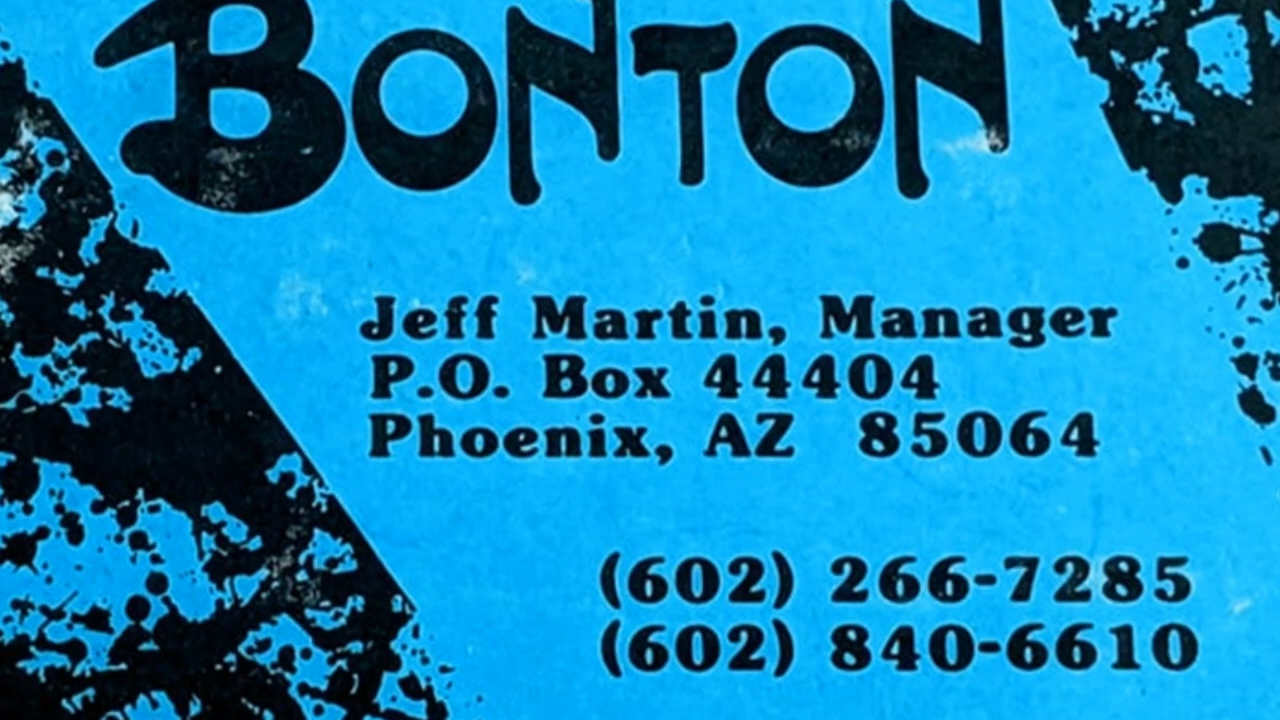 BONTON
Jeff Martin, Manager
P.O. Box 44404
Phoenix, AZ 85064
(602) 266-7285
(602) 840-6610